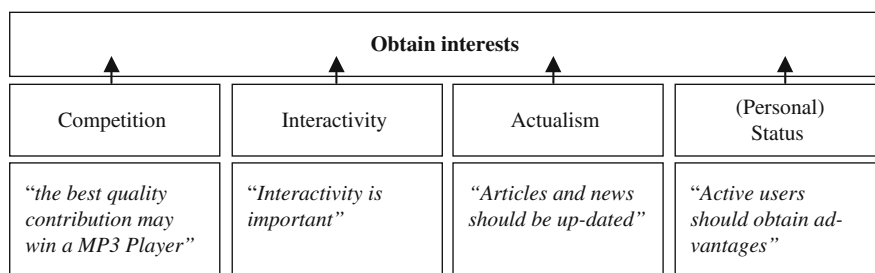 Obtain interests
Competition
Interactivity
Actualism
(Personal)
Status
“the best quality
contribution may
win a MP3 Player”
“Interactivity is
important”
“Articles and news
should be up-dated”
“Active users
should obtain ad-
vantages”